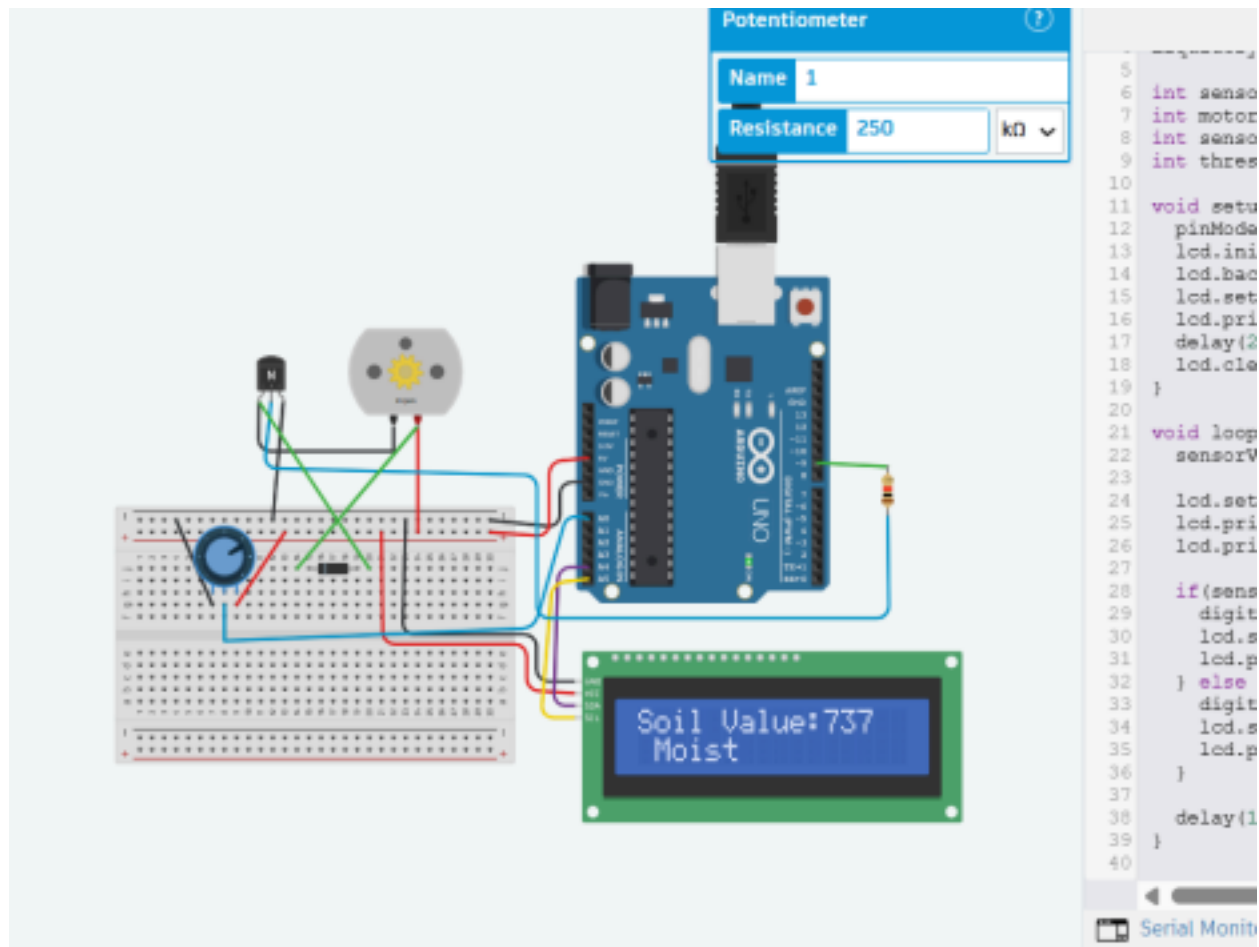 Potentiometer
?
Name 1
Resistance 250 kΩ
5
6 int senso
7 int motor
8 int senso
9 int thres
10
11 void setu
12 pinMode
13 lcd.ini
14 lcd.bac
15 lcd.set
16 lcd.pri
17 delay(2
18 lcd.cle
19 }
20
21 void loop
22 sensorV
23
24 lcd.set
25 lcd.pri
26 lcd.pri
27
28 if(sens
29 digit
30 lcd.s
31 lcd.p
32 } else
33 digit
34 lcd.s
35 lcd.p
36 }
37
38 delay(1
39 }
40
N
ARDUINO
UNO
Soil Value:737
Moist
Serial Monit